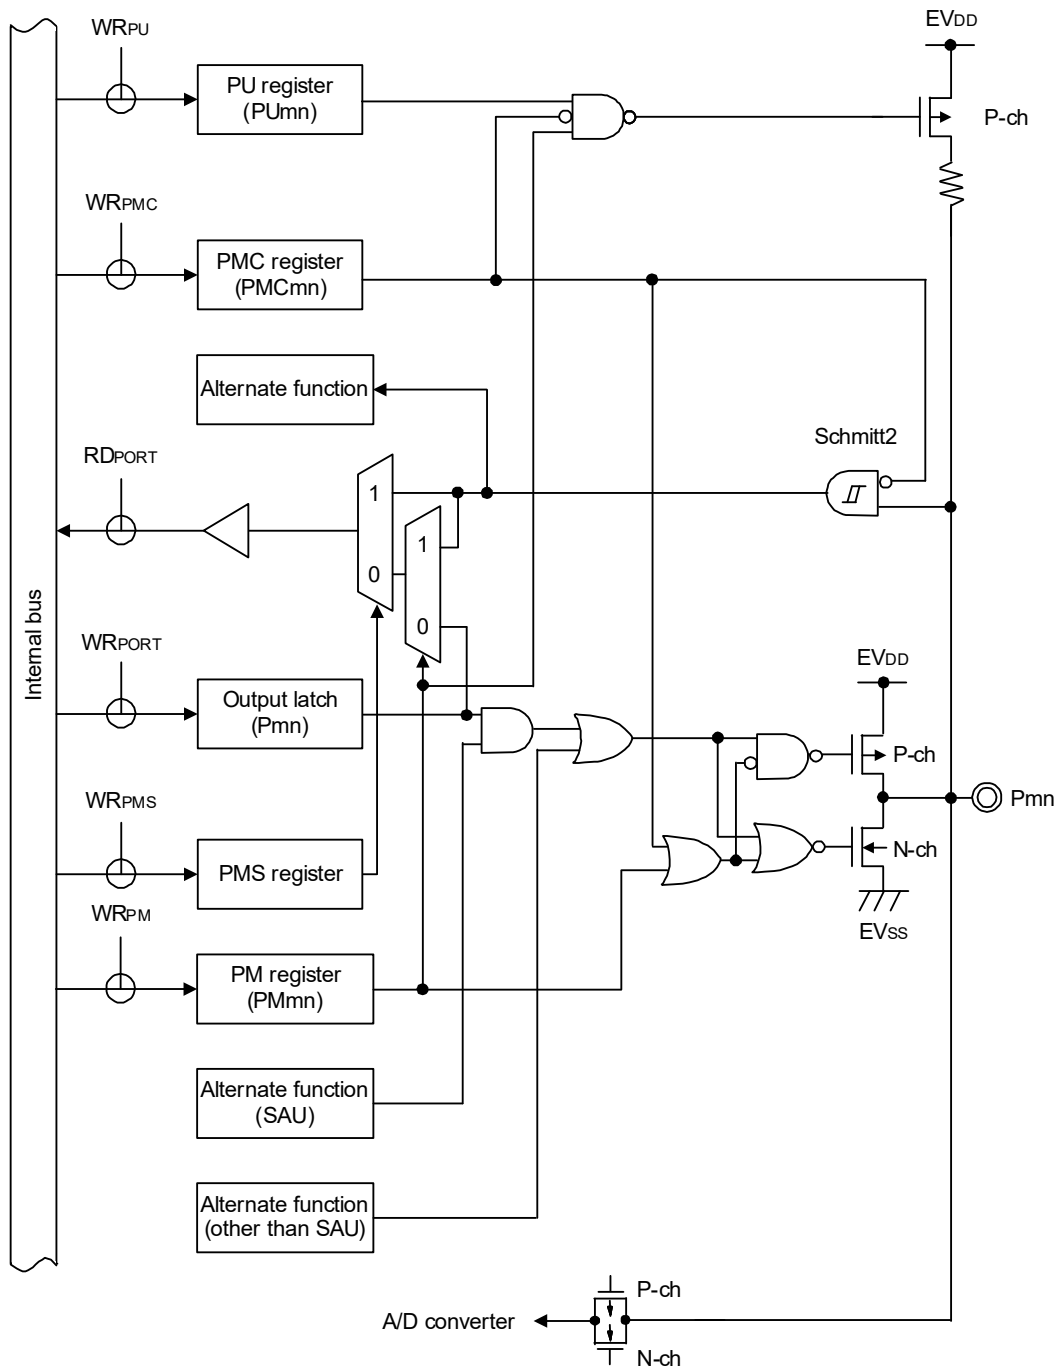 WRPU
EVDD
PU register
(PUmn)
P-ch
WRPMC
PMC register
(PMCmn)
Alternate function
Schmitt2
RDPORT
1
1
0
0
Internal bus
WRPORT
EVDD
Output latch
(Pmn)
P-ch
Pmn
WRPMS
N-ch
PMS register
WRPM
EVSS
PM register
(PMmn)
Alternate function
(SAU)
Alternate function
(other than SAU)
P-ch
A/D converter
N-ch